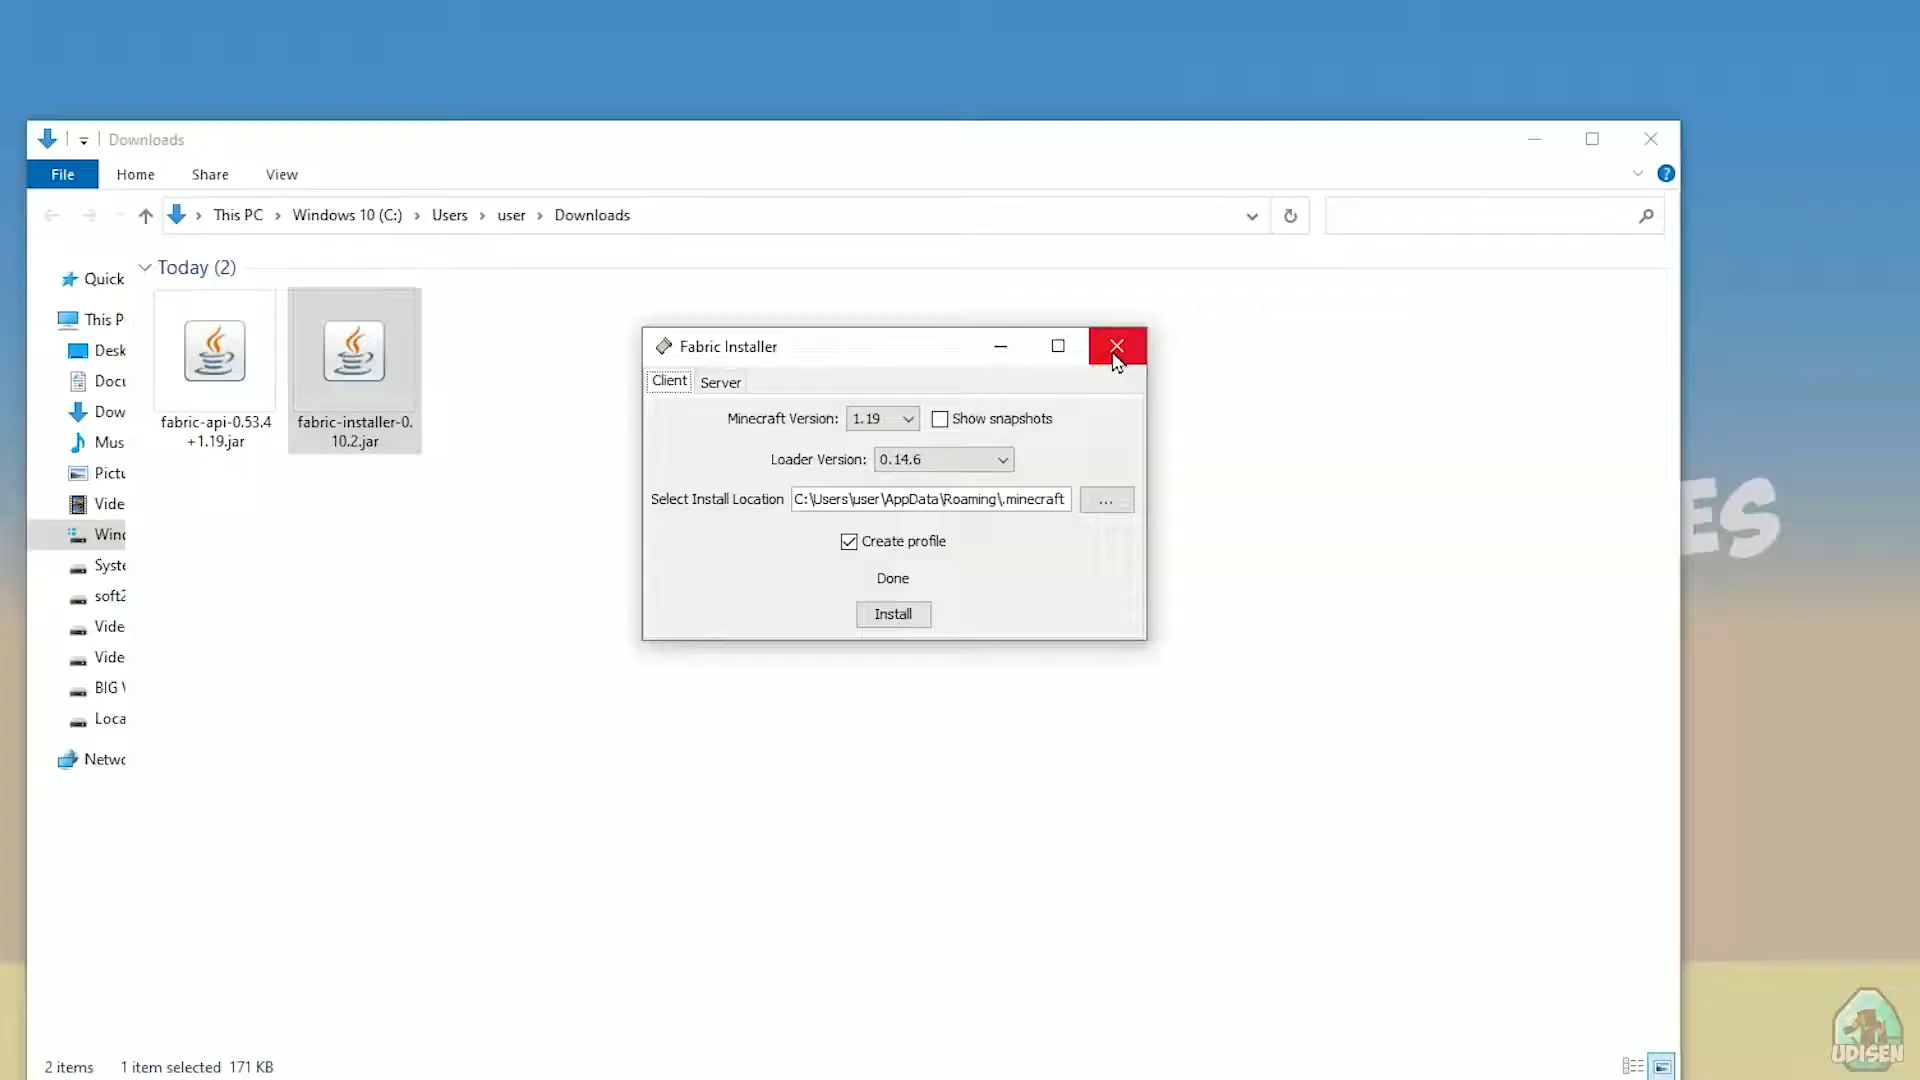 Downloads
File Home Share View
This PC Windows 10 (C:) Users user Downloads
Today (2)
Quick
This P
Desk
Docu
Dow
Mus
Pictu
Vide
Wind
Syste
soft2
Vide
Vide
BIG
Loca
Netwo
fabric-api-0.53.4
+1.19.jar
fabric-installer-0.
10.2.jar
Fabric Installer
Client Server
Minecraft Version: 1.19 Show snapshots
Loader Version: 0.14.6
Select Install Location C:\Users\user\AppData\Roaming\.minecraft ...
Create profile
Done
Install
ES
2 items 1 item selected 171 KB
UDISEN